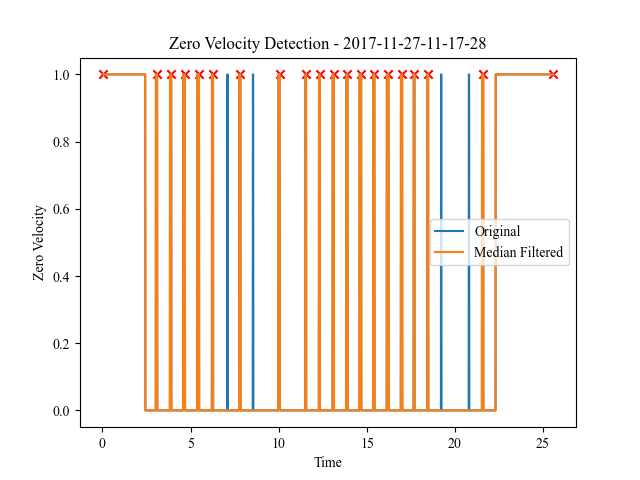 Zero Velocity Detection - 2017-11-27-11-17-28
1.0
0.8
0.6
0.4
0.2
0.0
Zero Velocity
Original
Median Filtered
0
5
10
15
20
25
Time